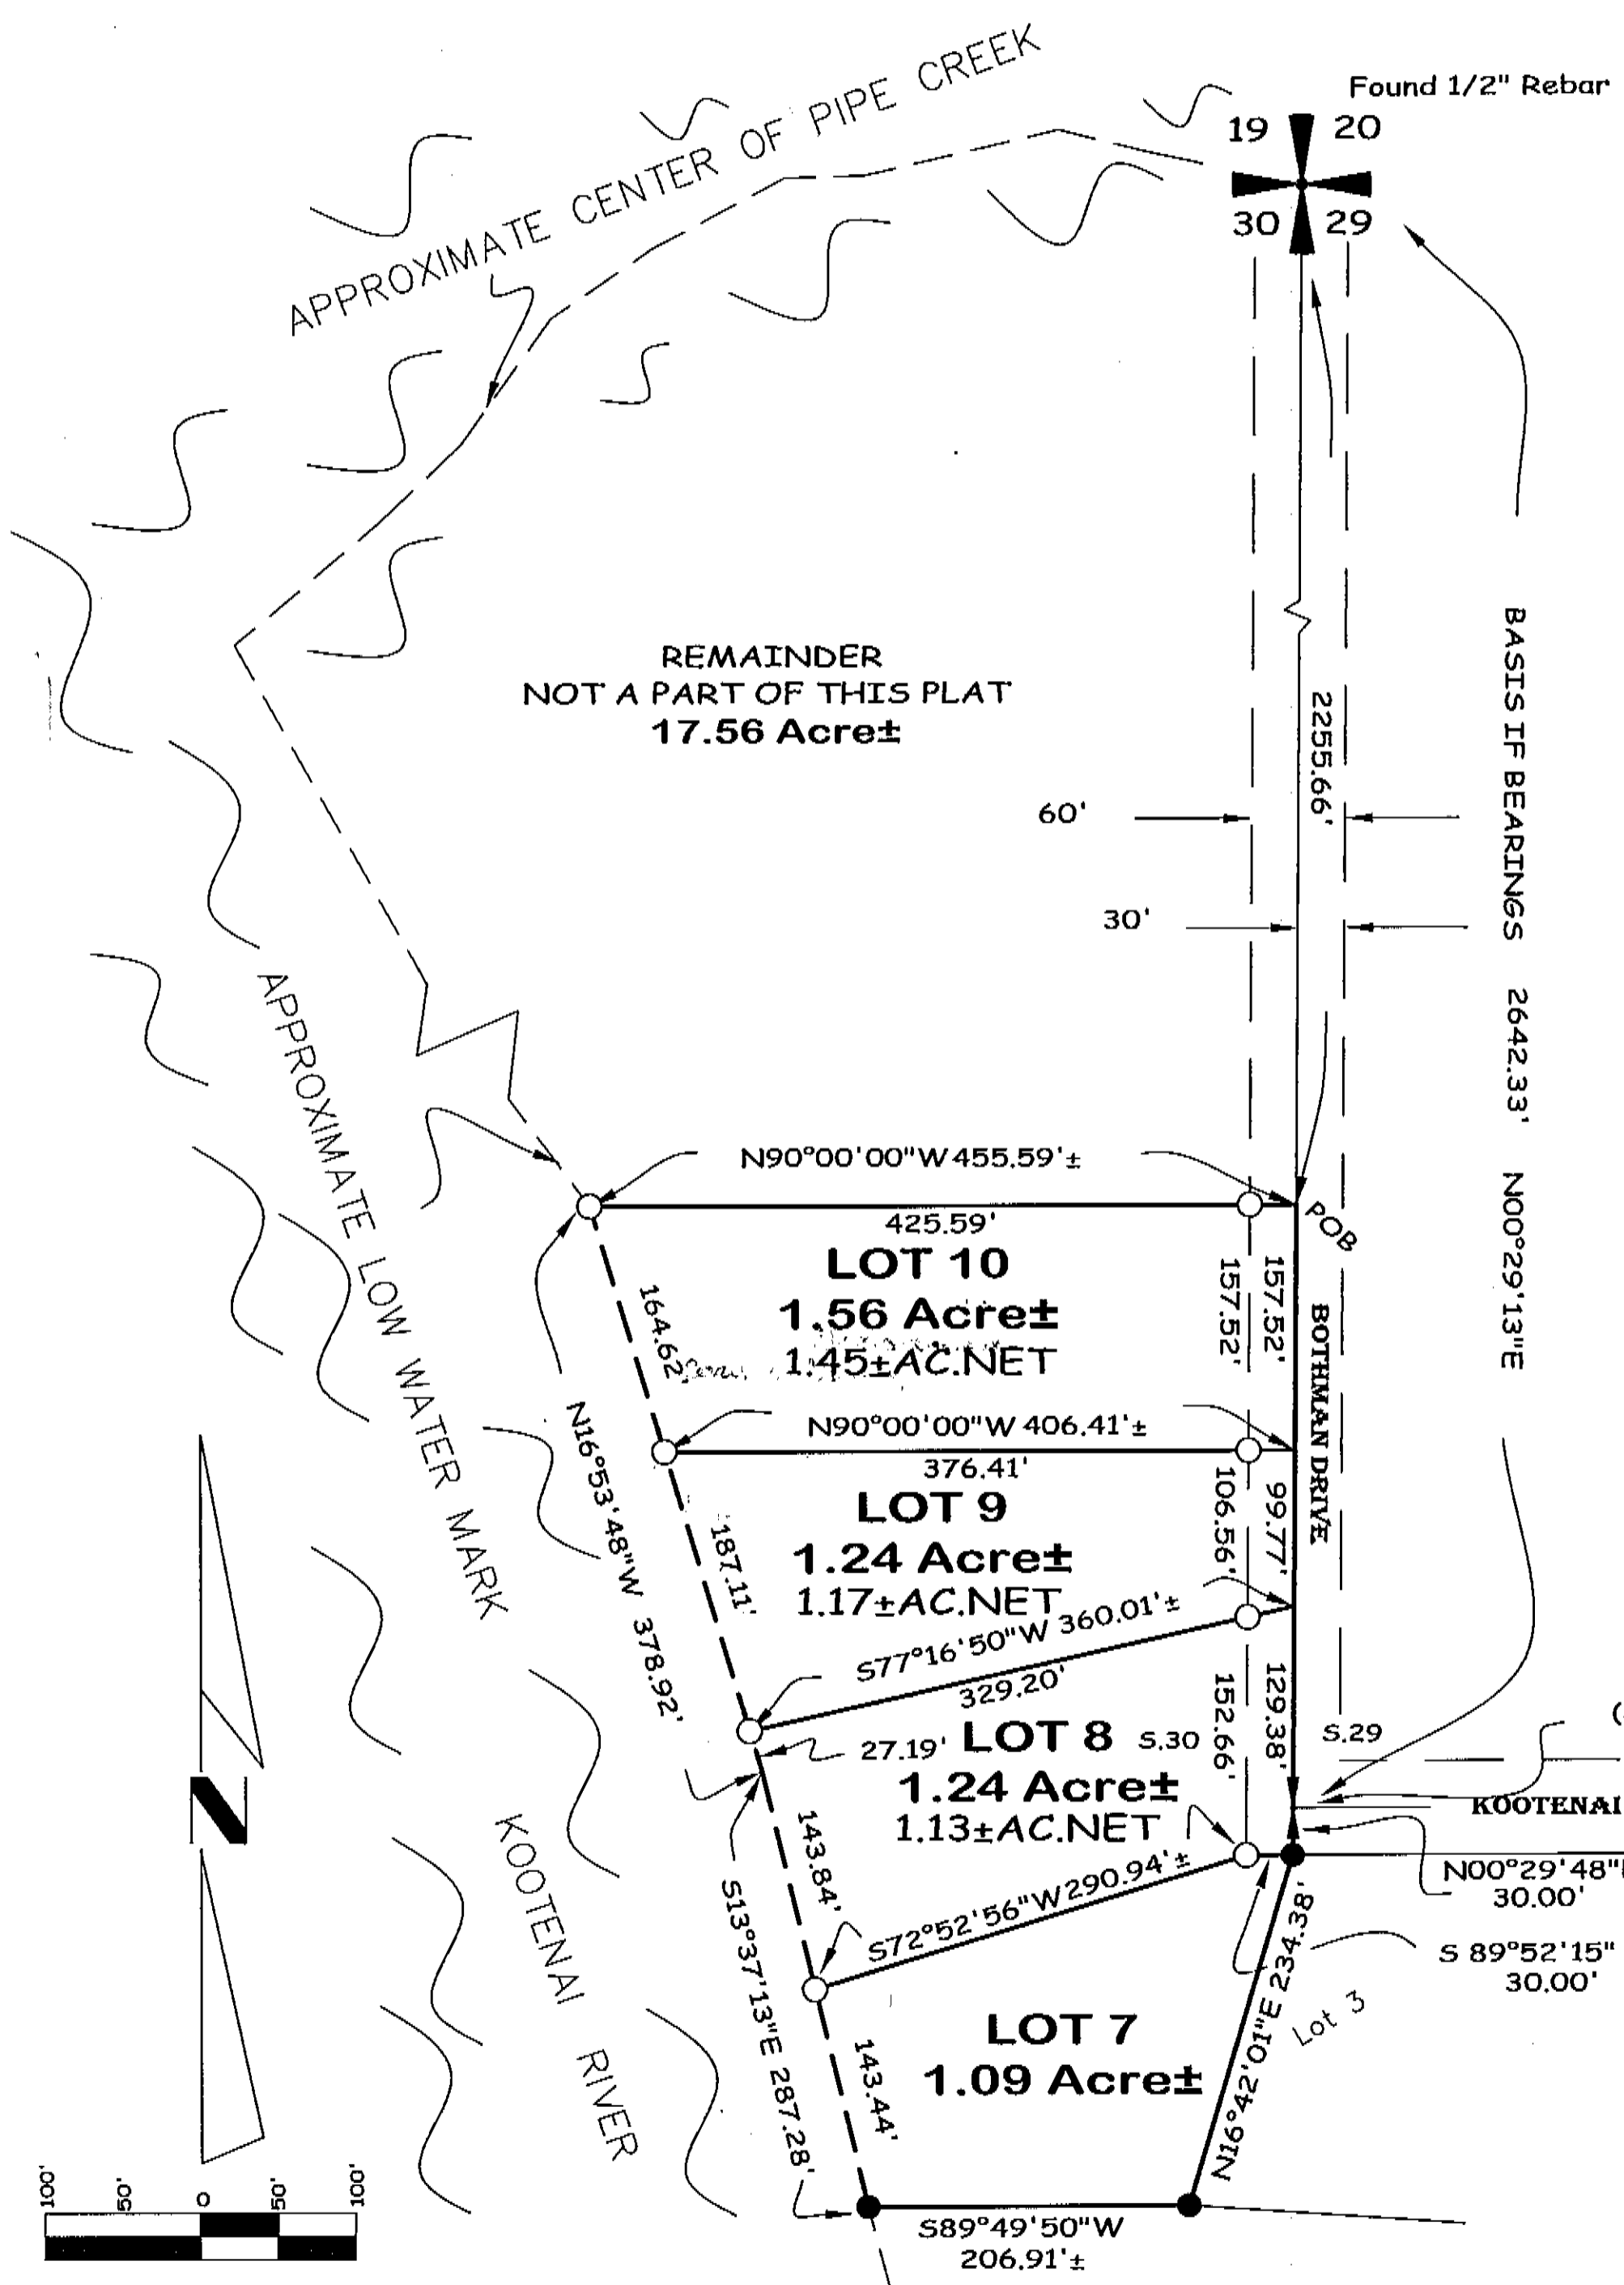 Found 1/2" Rebar
APPROXIMATE CENTER OF PIPE CREEK
19 20
30 29
REMAINDER
NOT A PART OF THIS PLAT
17.56 Acre±
2255.66'
60'
30'
BASIS IF BEARINGS 2642.33' N00°29'13"E
APPROXIMATE LOW WATER MARK
N90°00'00"W 455.59'±
425.59'
POB
LOT 10
1.56 Acre±
1.45±AC.NET
164.62'
157.52'
157.52'
BOTHMAN DRIVE
N90°00'00"W 406.41'±
376.41'
N16°53'48"W 378.92'
LOT 9
1.24 Acre±
1.17±AC.NET
187.11'
106.56'
99.77'
S77°16'50"W 360.01'±
329.20'
27.19'
LOT 8
S.30
S.29
1.24 Acre±
1.13±AC.NET
152.66'
129.38'
(
KOOTENAI
143.84'
S72°52'56"W 290.94'±
N00°29'48"
30.00'
S 89°52'15"
30.00'
N
KOOTENAI RIVER
S13°37'13"E 287.28'
LOT 7
1.09 Acre±
143.44'
N16°42'01"E 234.38'
Lot 3
S89°49'50"W
206.91'±
100' 50' 0 50' 100'